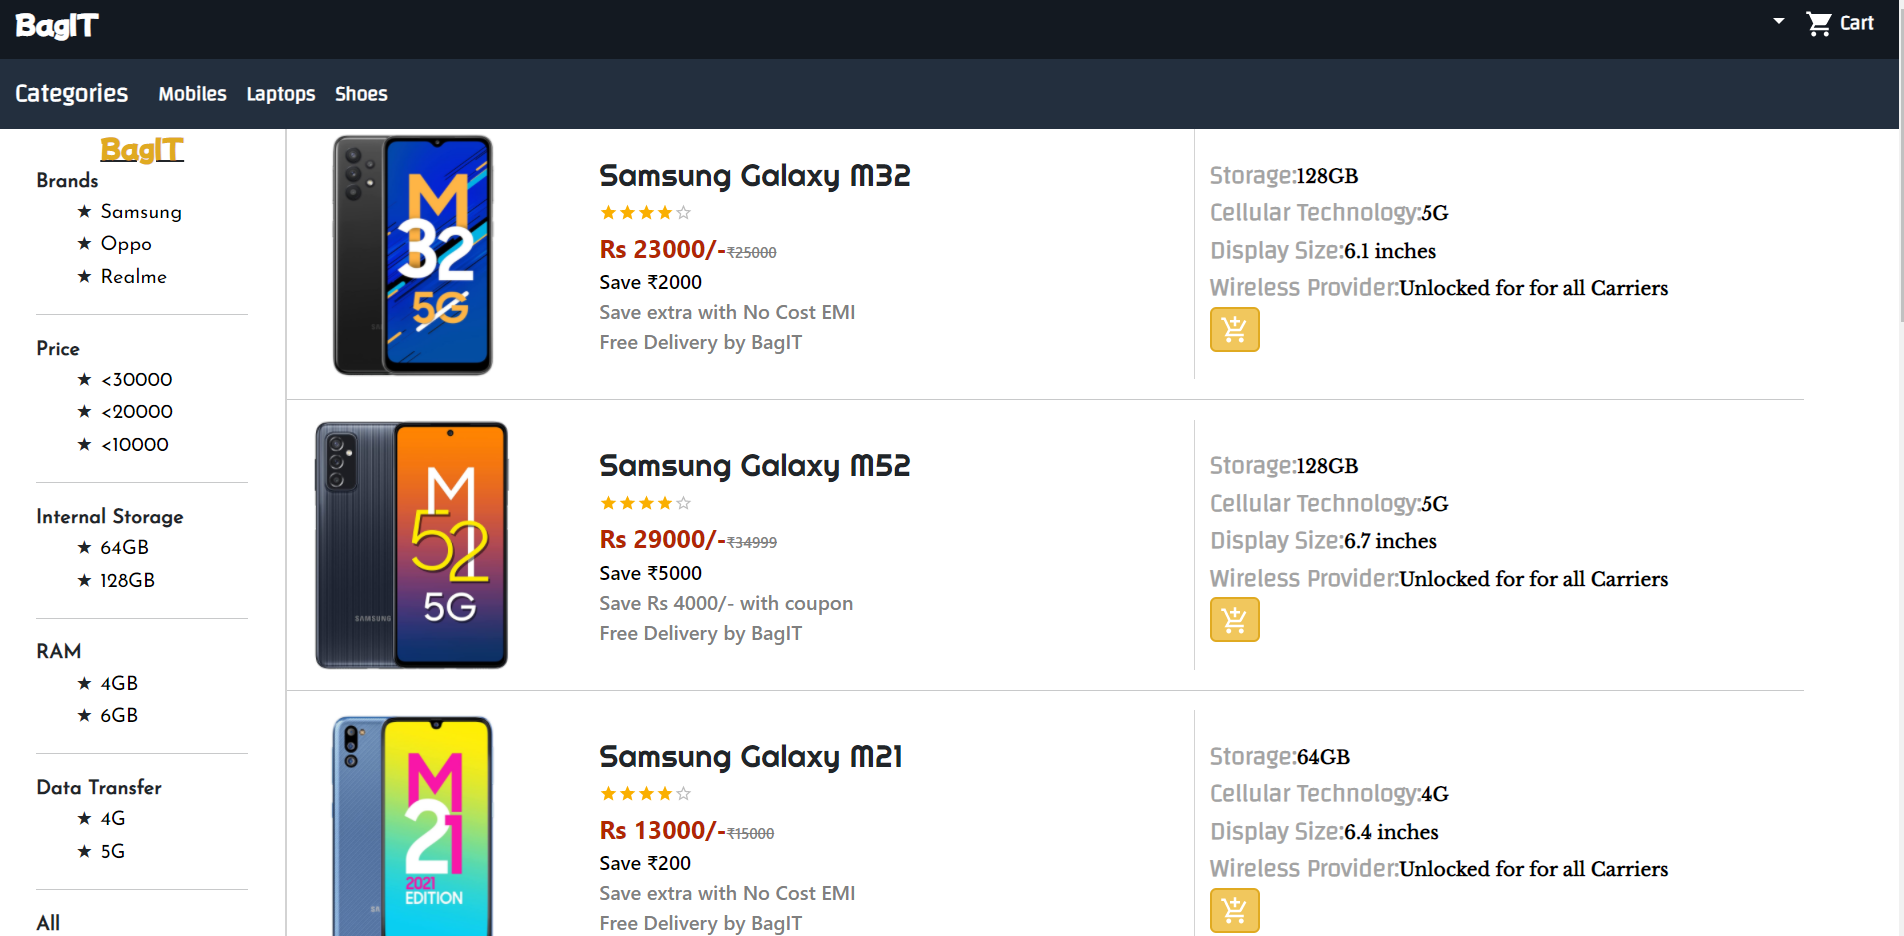 BagIT
Cart
Categories Mobiles Laptops Shoes
BagIT
Brands
★ Samsung
★ Oppo
★ Realme
Price
★ <30000
★ <20000
★ <10000
Internal Storage
★ 64GB
★ 128GB
RAM
★ 4GB
★ 6GB
Data Transfer
★ 4G
★ 5G
All
M
32
5G
Samsung Galaxy M32
Rs 23000/-₹25000
Save ₹2000
Save extra with No Cost EMI
Free Delivery by BagIT
Storage:128GB
Cellular Technology:5G
Display Size:6.1 inches
Wireless Provider:Unlocked for for all Carriers
SAMSUNG
M
52
5G
Samsung Galaxy M52
Rs 29000/-₹34999
Save ₹5000
Save Rs 4000/- with coupon
Free Delivery by BagIT
Storage:128GB
Cellular Technology:5G
Display Size:6.7 inches
Wireless Provider:Unlocked for for all Carriers
M
21
2021
EDITION
Samsung Galaxy M21
Rs 13000/-₹15000
Save ₹200
Save extra with No Cost EMI
Free Delivery by BagIT
Storage:64GB
Cellular Technology:4G
Display Size:6.4 inches
Wireless Provider:Unlocked for for all Carriers